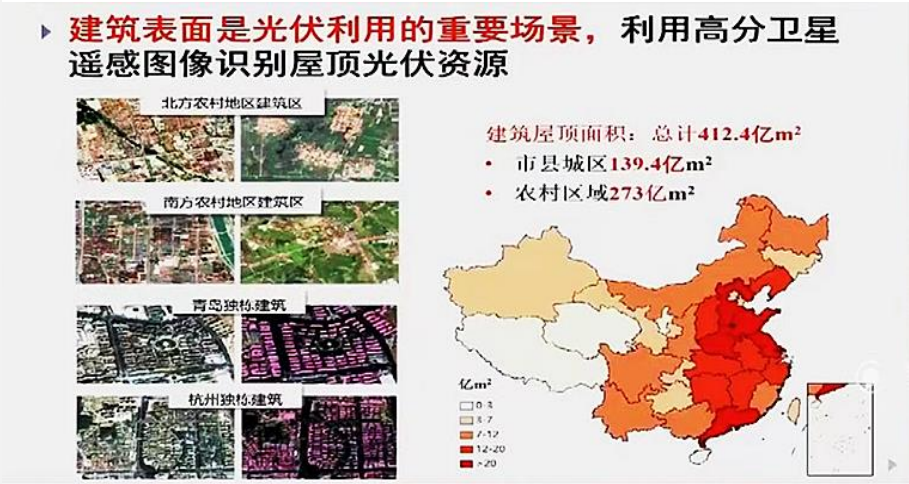 建筑表面是光伏利用的重要场景，利用高分卫星
遥感图像识别屋顶光伏资源
北方农村地区建筑区
南方农村地区建筑区
青岛独栋建筑
杭州独栋建筑
建筑屋顶面积：总计412.4亿m²
• 市县城区139.4亿m²
• 农村区域273亿m²
亿m²
0-3
3-7
7-12
12-20
>20